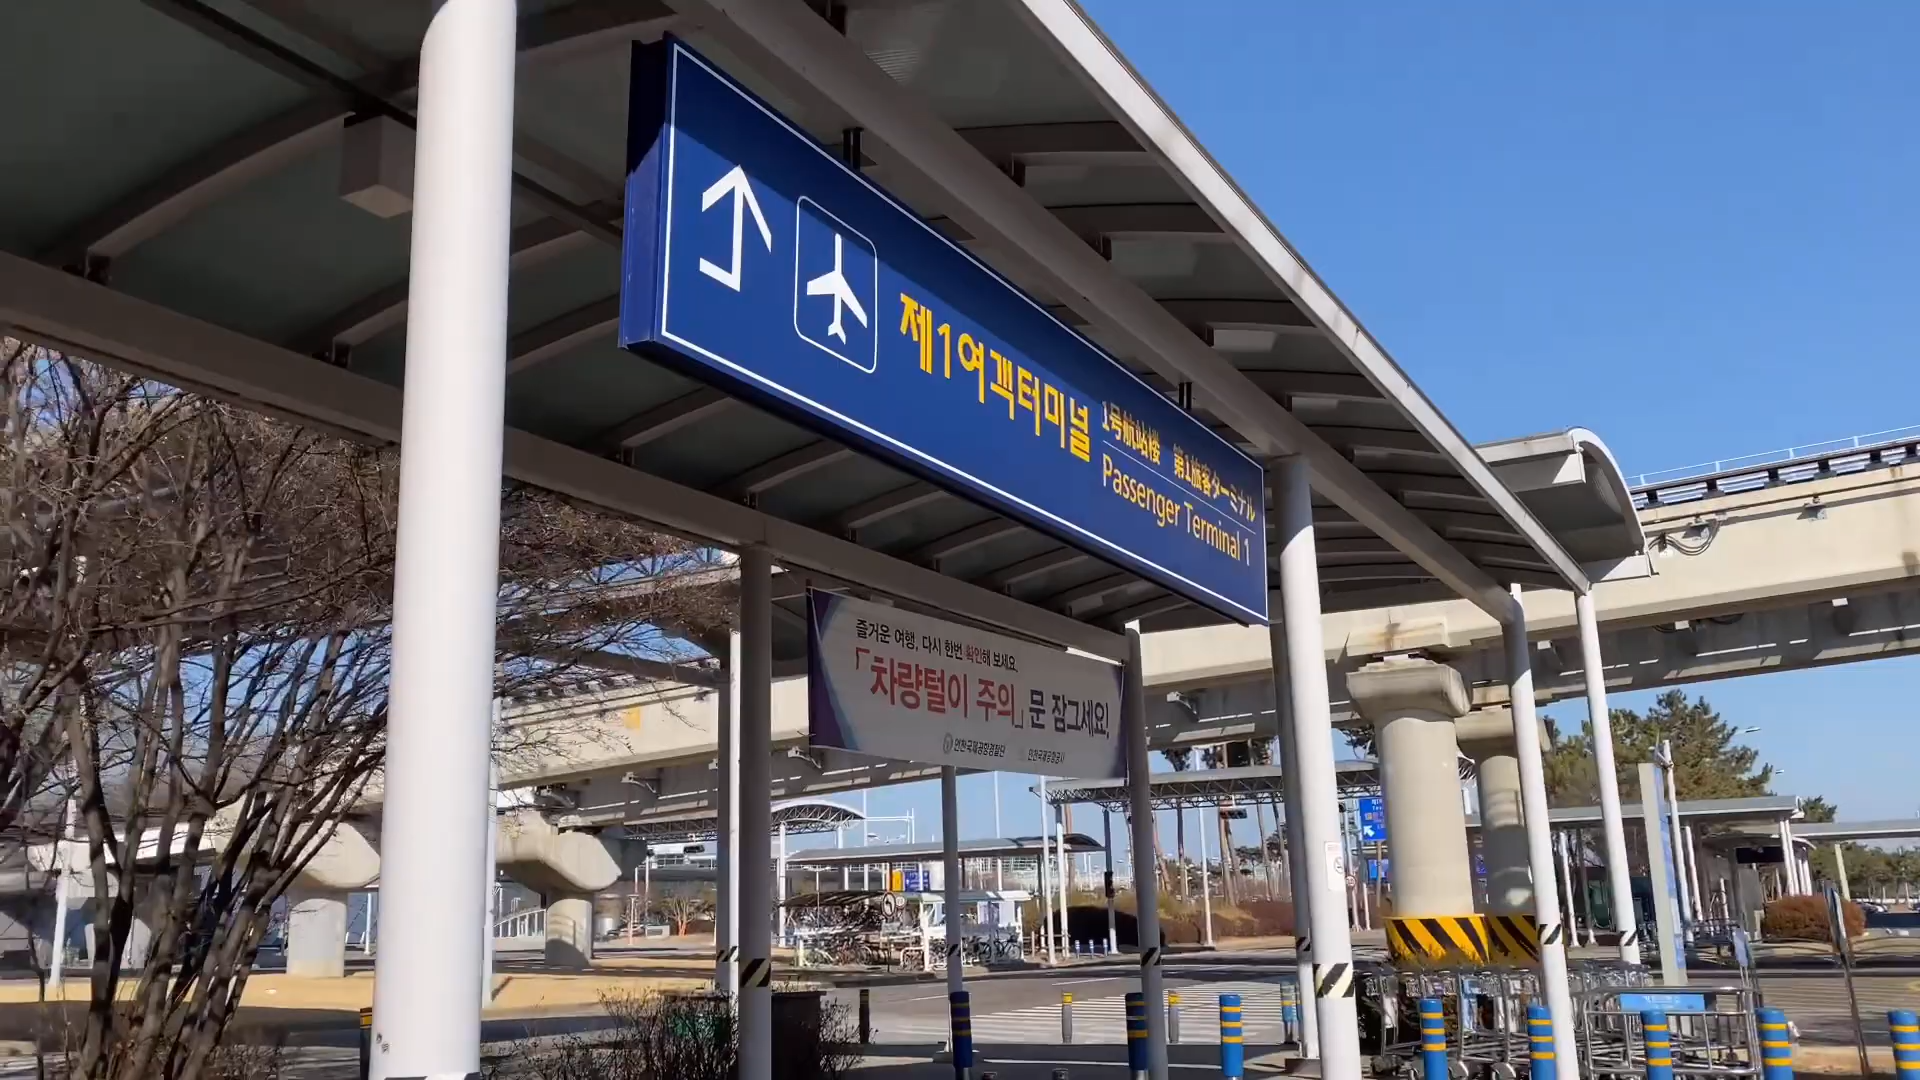 제1여객터미널
1号航站楼 第1旅客ターミナル
Passenger Terminal 1
즐거운 여행, 다시 한번 확인해 보세요.
「차량털이 주의」 문 잠그세요!
인천국제공항경찰단 인천국제공항공사